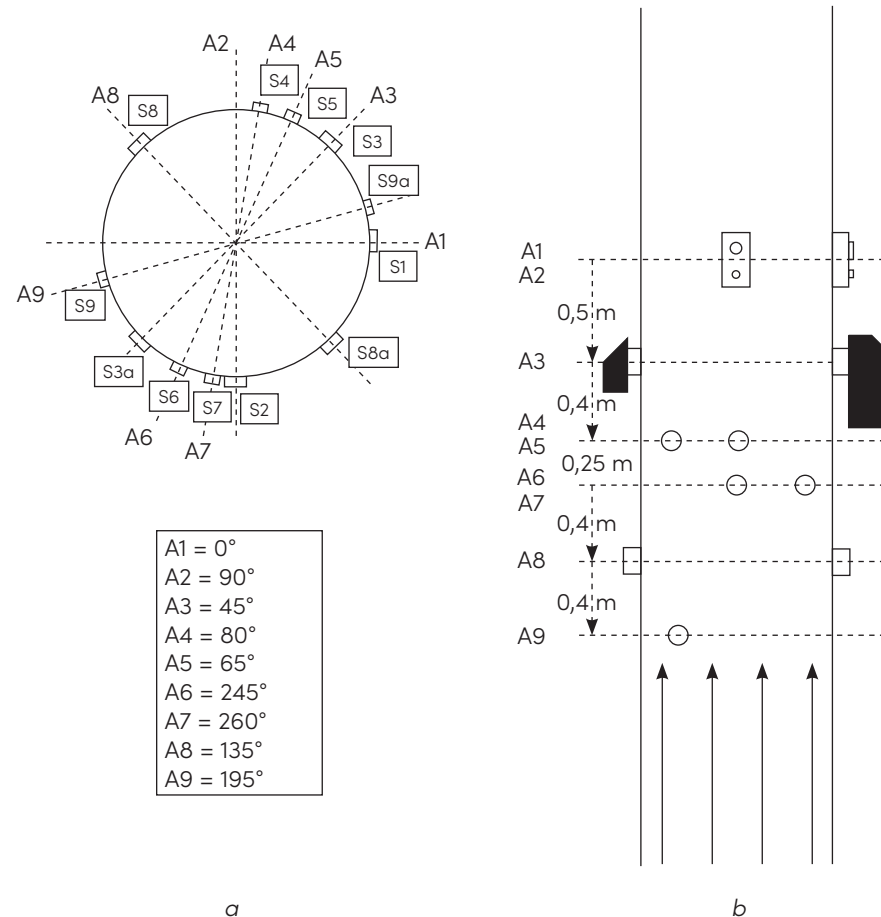 A2
A4
A5
S4
A8
S8
S5
A3
S3
S9a
A1
S1
A9
S9
S8a
S3a
S6
S7
S2
A6
A7
A1 = 0°
A2 = 90°
A3 = 45°
A4 = 80°
A5 = 65°
A6 = 245°
A7 = 260°
A8 = 135°
A9 = 195°
a
A1
A2
0,5 m
A3
0,4 m
A4
A5
0,25 m
A6
A7
0,4 m
A8
0,4 m
A9
b